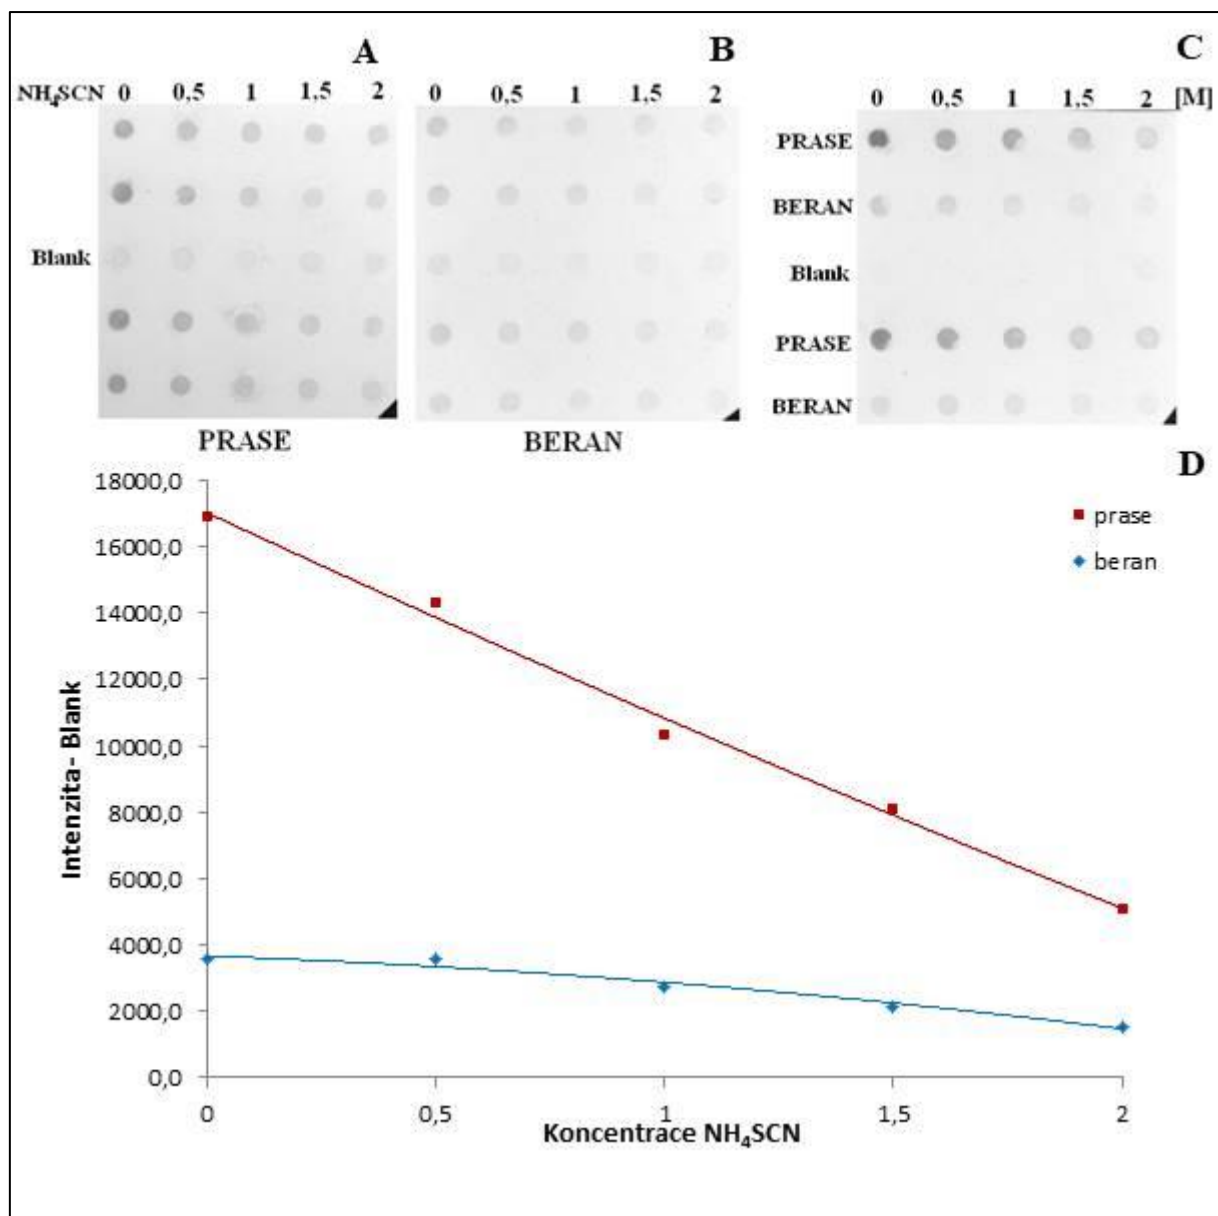 A
NH₄SCN 0 0,5 1 1,5 2
Blank
PRASE
B
0 0,5 1 1,5 2
BERAN
C
0 0,5 1 1,5 2 [M]
PRASE
BERAN
Blank
PRASE
BERAN
D
18000,0
16000,0
14000,0
12000,0
10000,0
8000,0
6000,0
4000,0
2000,0
0,0
Intenzita- Blank
prase
beran
0 0,5 1 1,5 2
Koncentrace NH₄SCN